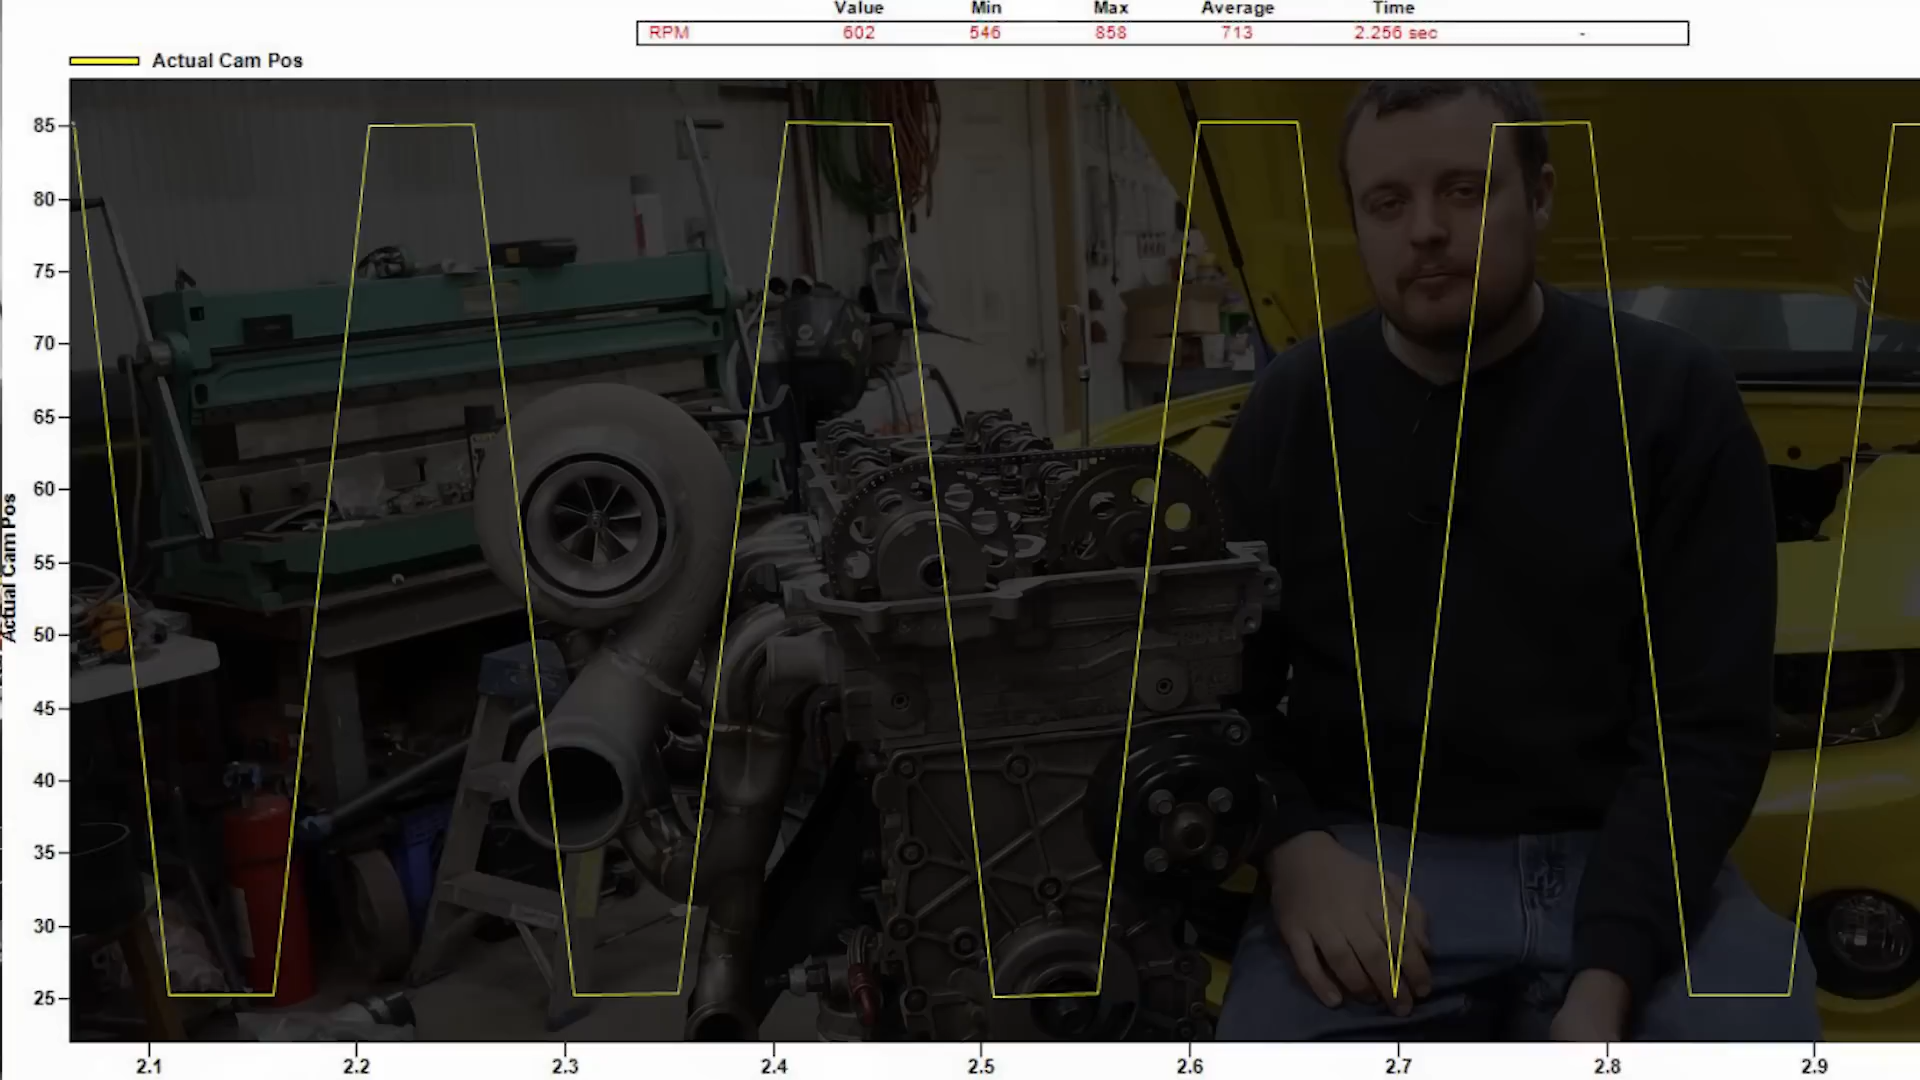 Value Min Max Average Time
RPM 602 546 858 713 2.256 sec -
Actual Cam Pos
85
80
75
70
65
60
55
50
45
40
35
30
25
Actual Cam Pos
2.1 2.2 2.3 2.4 2.5 2.6 2.7 2.8 2.9